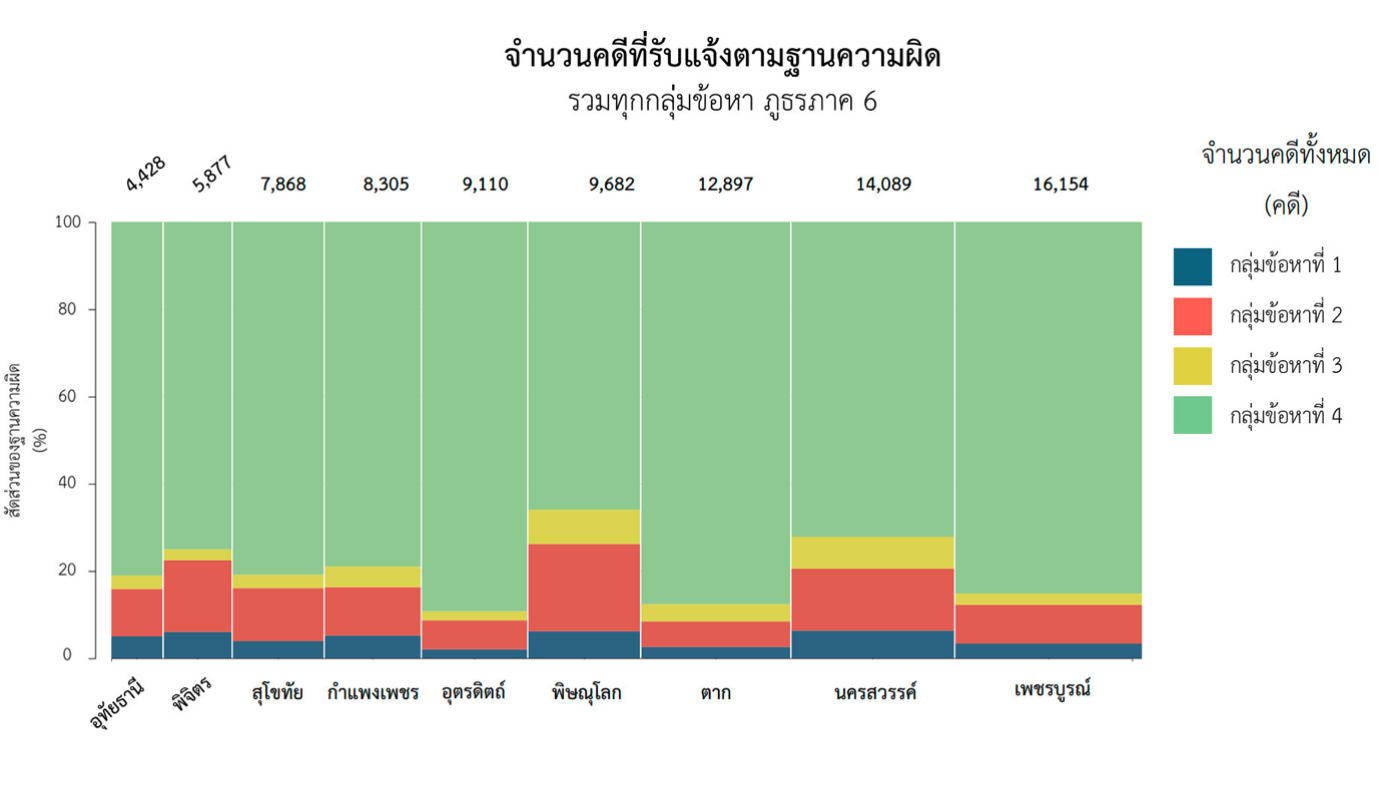 จำนวนคดีที่รับแจ้งตามฐานความผิด
รวมทุกกลุ่มข้อหา ภูธรภาค 6
จำนวนคดีทั้งหมด
(คดี)
4,428 5,877 7,868 8,305 9,110 9,682 12,897 14,089 16,154
กลุ่มข้อหาที่ 1
กลุ่มข้อหาที่ 2
กลุ่มข้อหาที่ 3
กลุ่มข้อหาที่ 4
สัดส่วนของฐานความผิด
(%)
100
80
60
40
20
0
อุทัยธานี พิจิตร สุโขทัย กำแพงเพชร อุตรดิตถ์ พิษณุโลก ตาก นครสวรรค์ เพชรบูรณ์